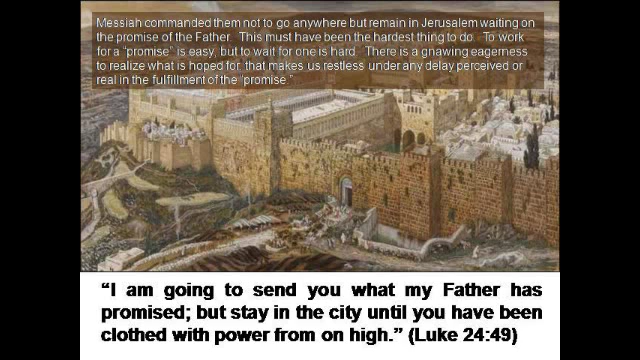 Messiah commanded them not to go anywhere but remain in Jerusalem waiting on
the promise of the Father.  This must have been the hardest thing to do.  To work
for a "promise" is easy, but to wait for one is hard.  There is a gnawing eagerness
to realize what is hoped for, that makes us restless under any delay perceived or
real in the fulfillment of the "promise."
“I am going to send you what my Father has
promised; but stay in the city until you have been
clothed with power from on high.” (Luke 24:49)